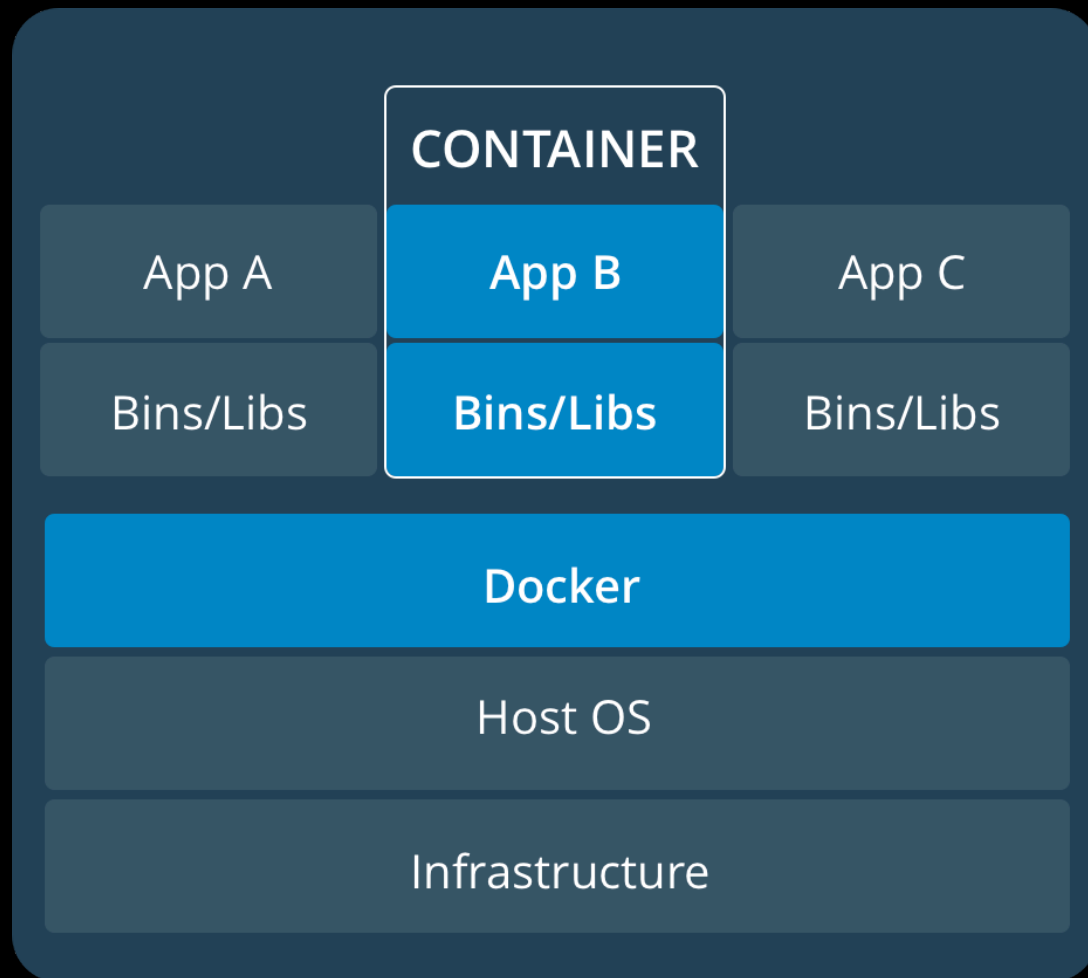 CONTAINER
App A
App B
App C
Bins/Libs
Bins/Libs
Bins/Libs
Docker
Host OS
Infrastructure